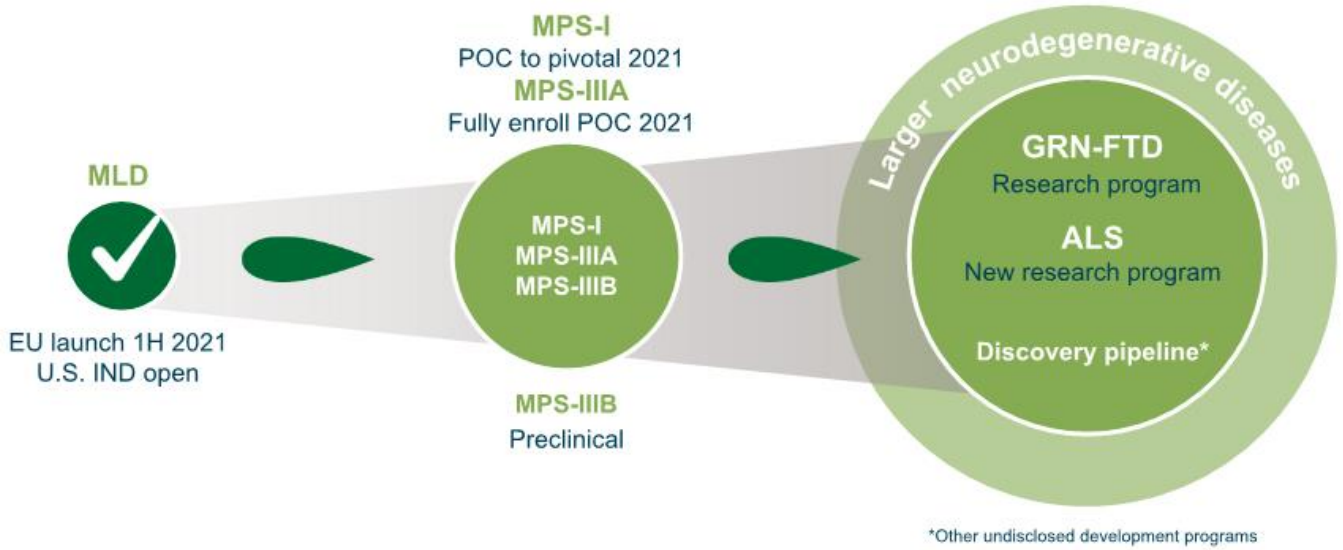 MLD
EU launch 1H 2021
U.S. IND open
MPS-I
POC to pivotal 2021
MPS-IIIA
Fully enroll POC 2021
MPS-I
MPS-IIIA
MPS-IIIB
MPS-IIIB
Preclinical
Larger neurodegenerative diseases
GRN-FTD
Research program
ALS
New research program
Discovery pipeline*
*Other undisclosed development programs